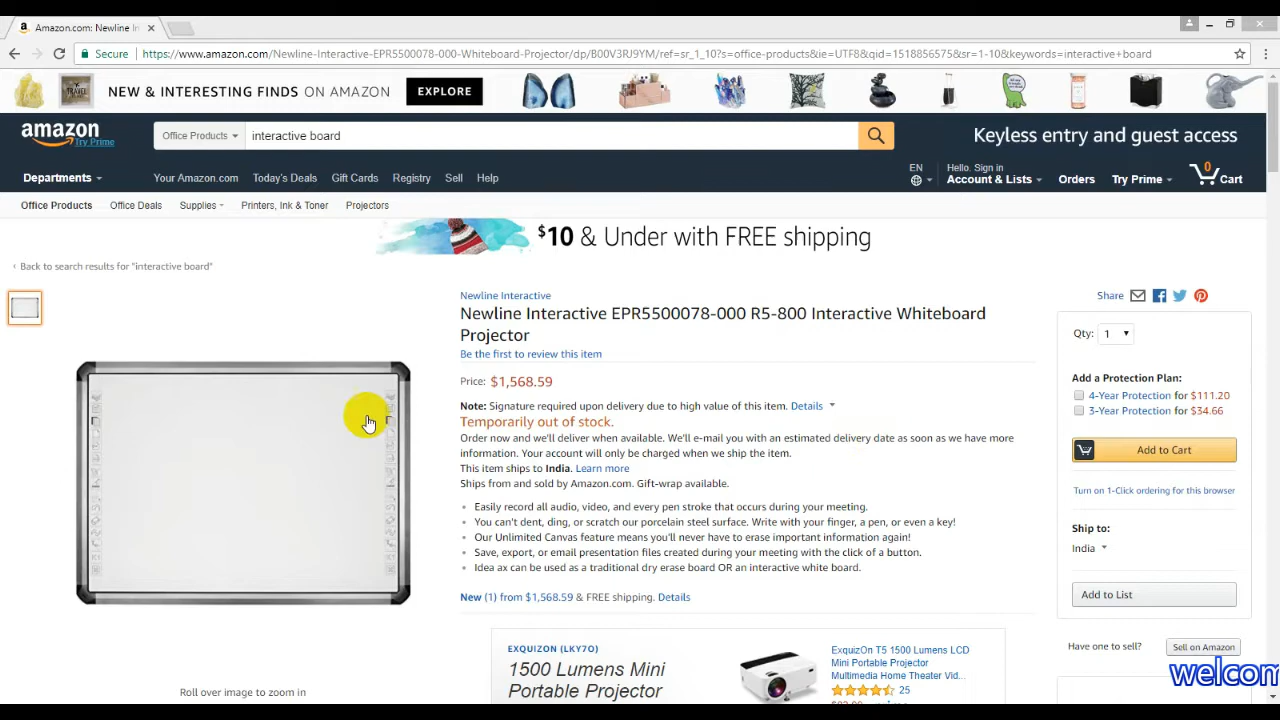 Amazon.com: Newline In
Secure
https://www.amazon.com/Newline-Interactive-EPR5500078-000-Whiteboard-Projector/dp/B00V3RJ9YM/ref=sr_1_10?s=office-products&ie=UTF8&qid=1518856575&sr=1-10&keywords=interactive+board
NEW & INTERESTING FINDS ON AMAZON
EXPLORE
amazon
Try Prime
Office Products
interactive board
Keyless entry and guest access
Departments
Your Amazon.com
Today's Deals
Gift Cards
Registry
Sell
Help
EN
Hello. Sign in
Account & Lists
Orders
Try Prime
0
Cart
Office Products
Office Deals
Supplies
Printers, Ink & Toner
Projectors
$10 & Under with FREE shipping
‹ Back to search results for "interactive board"
Newline Interactive
Newline Interactive EPR5500078-000 R5-800 Interactive Whiteboard
Projector
Be the first to review this item
Price: $1,568.59
Note: Signature required upon delivery due to high value of this item. Details
Temporarily out of stock.
Order now and we'll deliver when available. We'll e-mail you with an estimated delivery date as soon as we have more
information. Your account will only be charged when we ship the item.
This item ships to India. Learn more
Ships from and sold by Amazon.com. Gift-wrap available.
Easily record all audio, video, and every pen stroke that occurs during your meeting.
You can't dent, ding, or scratch our porcelain steel surface. Write with your finger, a pen, or even a key!
Our Unlimited Canvas feature means you'll never have to erase important information again!
Save, export, or email presentation files created during your meeting with the click of a button.
Idea ax can be used as a traditional dry erase board OR an interactive white board.
New (1) from $1,568.59 & FREE shipping. Details
EXQUIZON (LKY7O)
1500 Lumens Mini
Portable Projector
ExquizOn T5 1500 Lumens LCD
Mini Portable Projector
Multimedia Home Theater Vid...
25
Roll over image to zoom in
Share
Qty: 1
Add a Protection Plan:
4-Year Protection for $111.20
3-Year Protection for $34.66
Add to Cart
Turn on 1-Click ordering for this browser
Ship to:
India
Add to List
Have one to sell?
Sell on Amazon
welcom